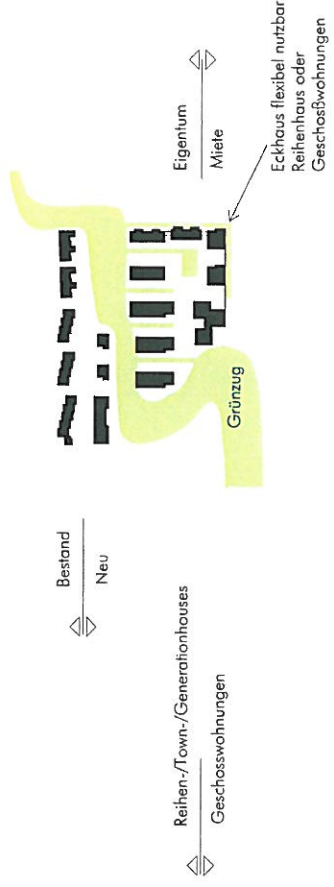 Bestand
Neu
Reihen-/Town-/Generationhouses
Geschosswohnungen
Eigentum
Miete
Grünzug
Eckhaus flexibel nutzbar
Reihenhaus oder
Geschoßwohnungen